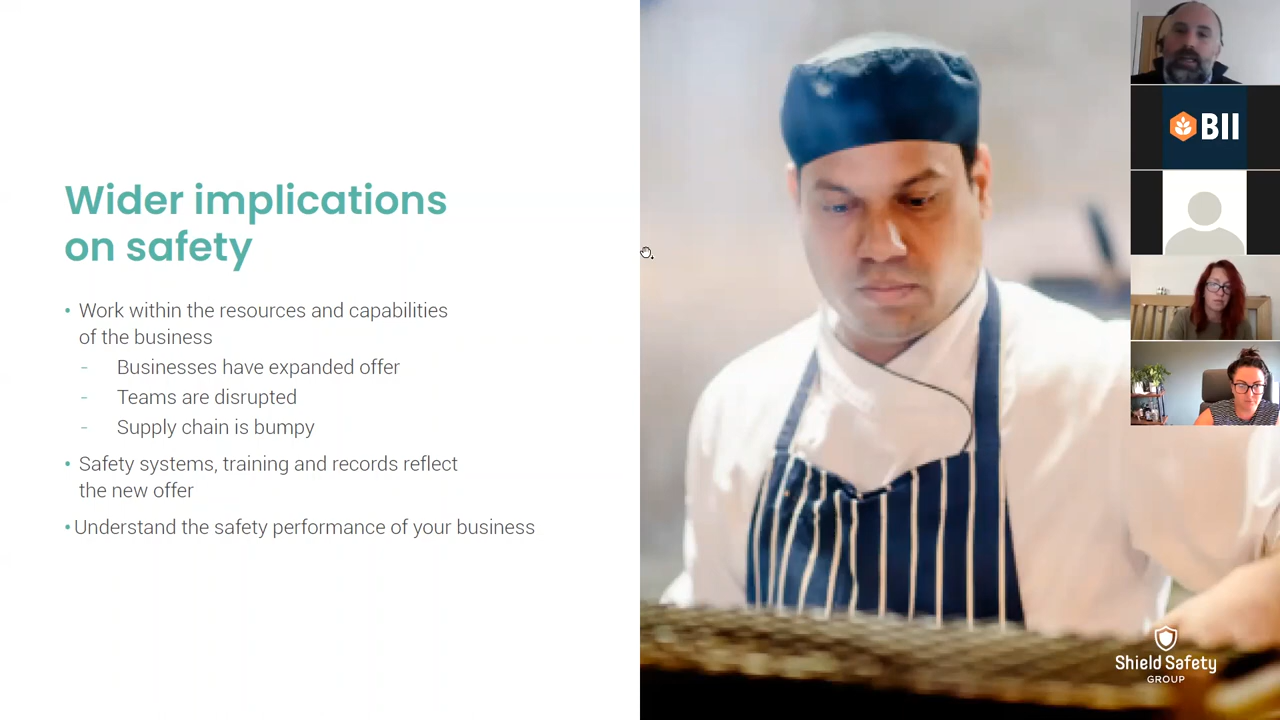 Wider implications
on safety
• Work within the resources and capabilities
of the business
- Businesses have expanded offer
- Teams are disrupted
- Supply chain is bumpy
• Safety systems, training and records reflect
the new offer
• Understand the safety performance of your business
BII
Shield Safety
GROUP